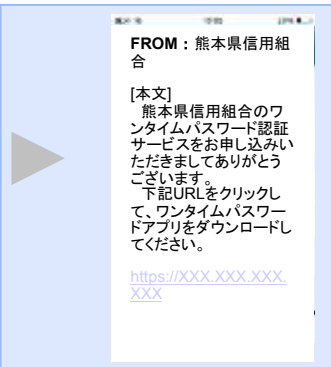 FROM：熊本県信用組
合
[本文]
　熊本県信用組合のワ
ンタイムパスワード認証
サービスをお申し込みい
ただきましてありがとう
ございます。
　下記URLをクリックし
て、ワンタイムパスワー
ドアプリをダウンロードし
てください。
https://XXX.XXX.XXX.
XXX